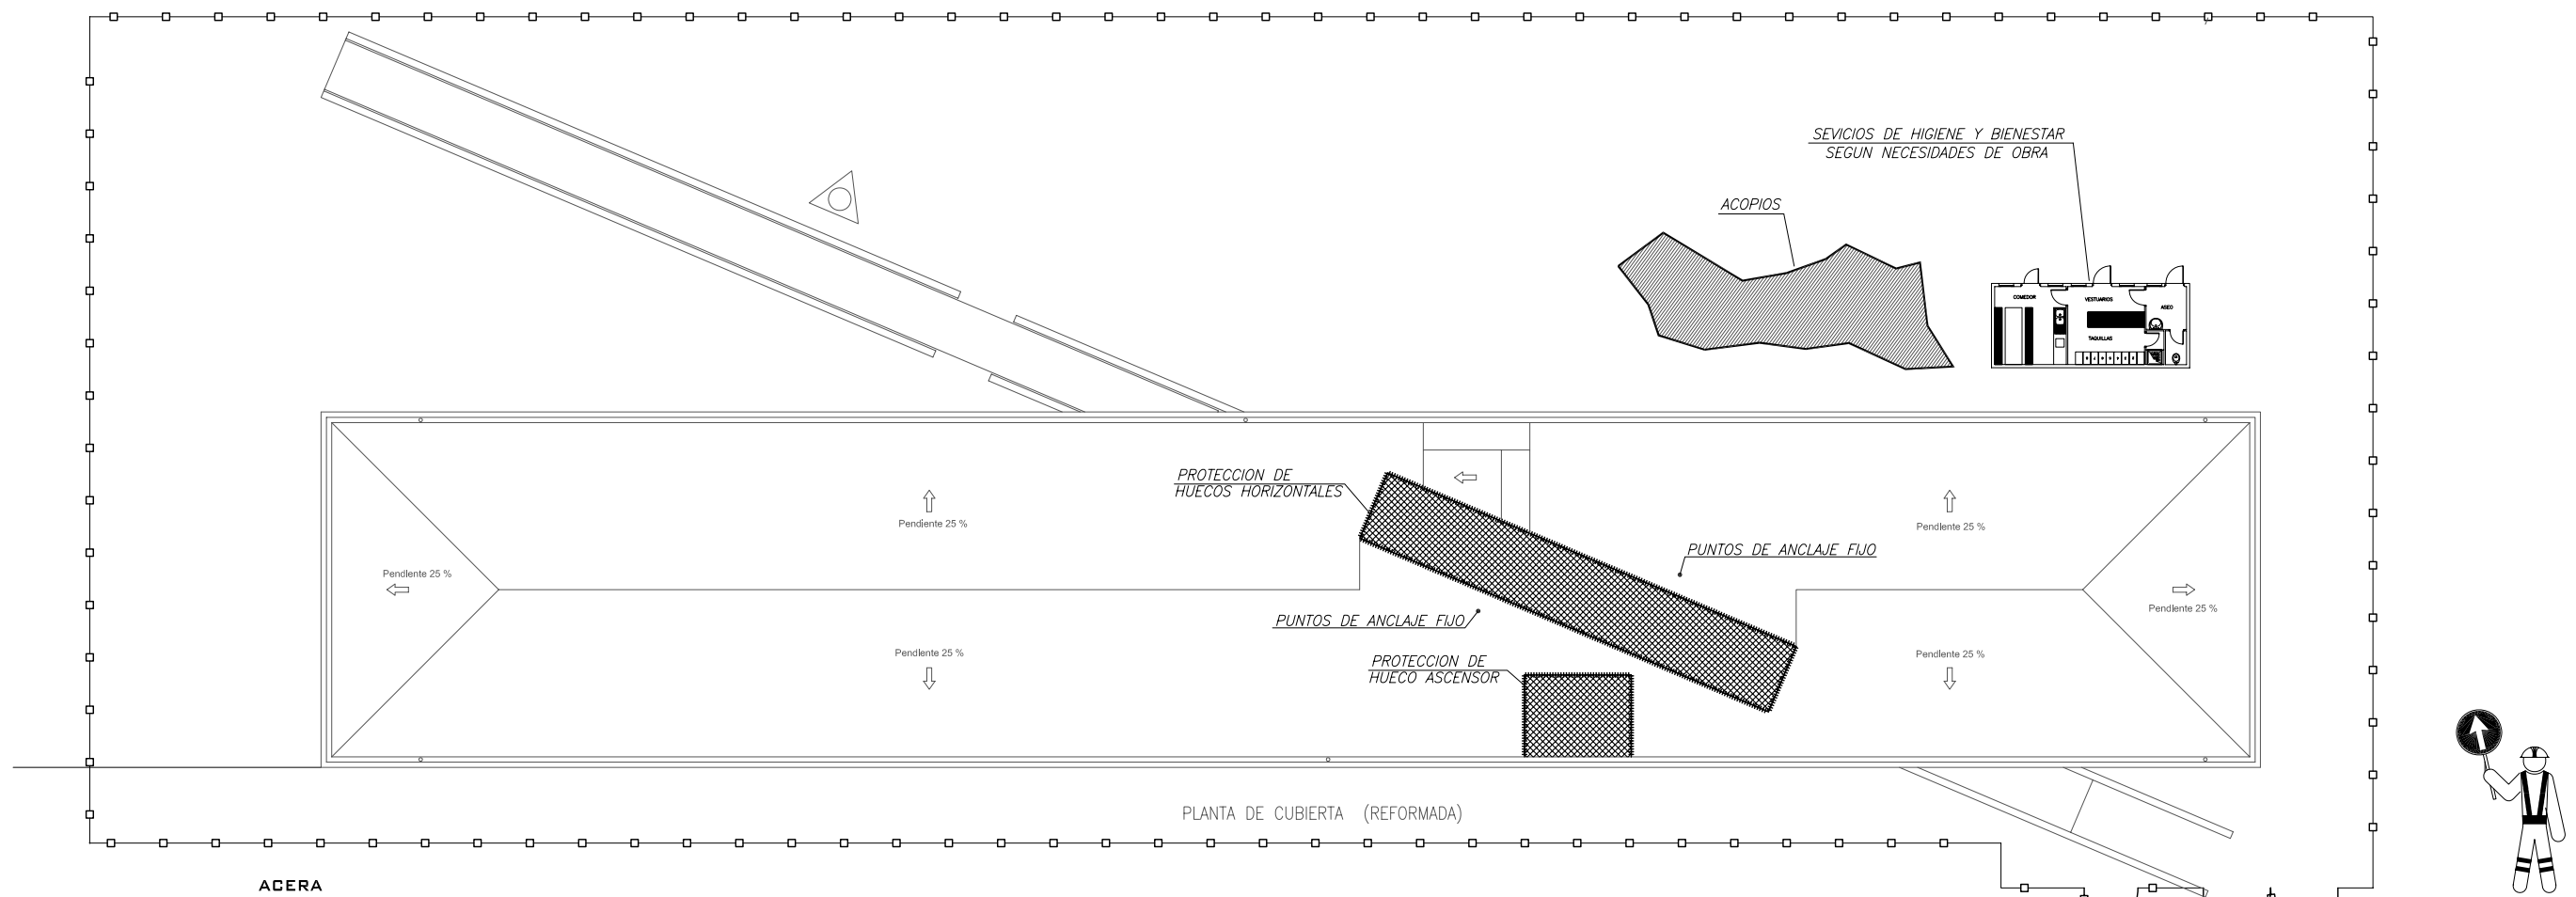 SEVICIOS DE HIGIENE Y BIENESTAR
SEGUN NECESIDADES DE OBRA
ACOPIOS
COMEDOR
VESTUARIOS
ASEO
TAQUILLAS
PROTECCION DE
HUECOS HORIZONTALES
Pendiente 25 %
Pendiente 25 %
PUNTOS DE ANCLAJE FIJO
Pendiente 25 %
Pendiente 25 %
PUNTOS DE ANCLAJE FIJO
Pendiente 25 %
Pendiente 25 %
PROTECCION DE
HUECO ASCENSOR
PLANTA DE CUBIERTA (REFORMADA)
ACERA